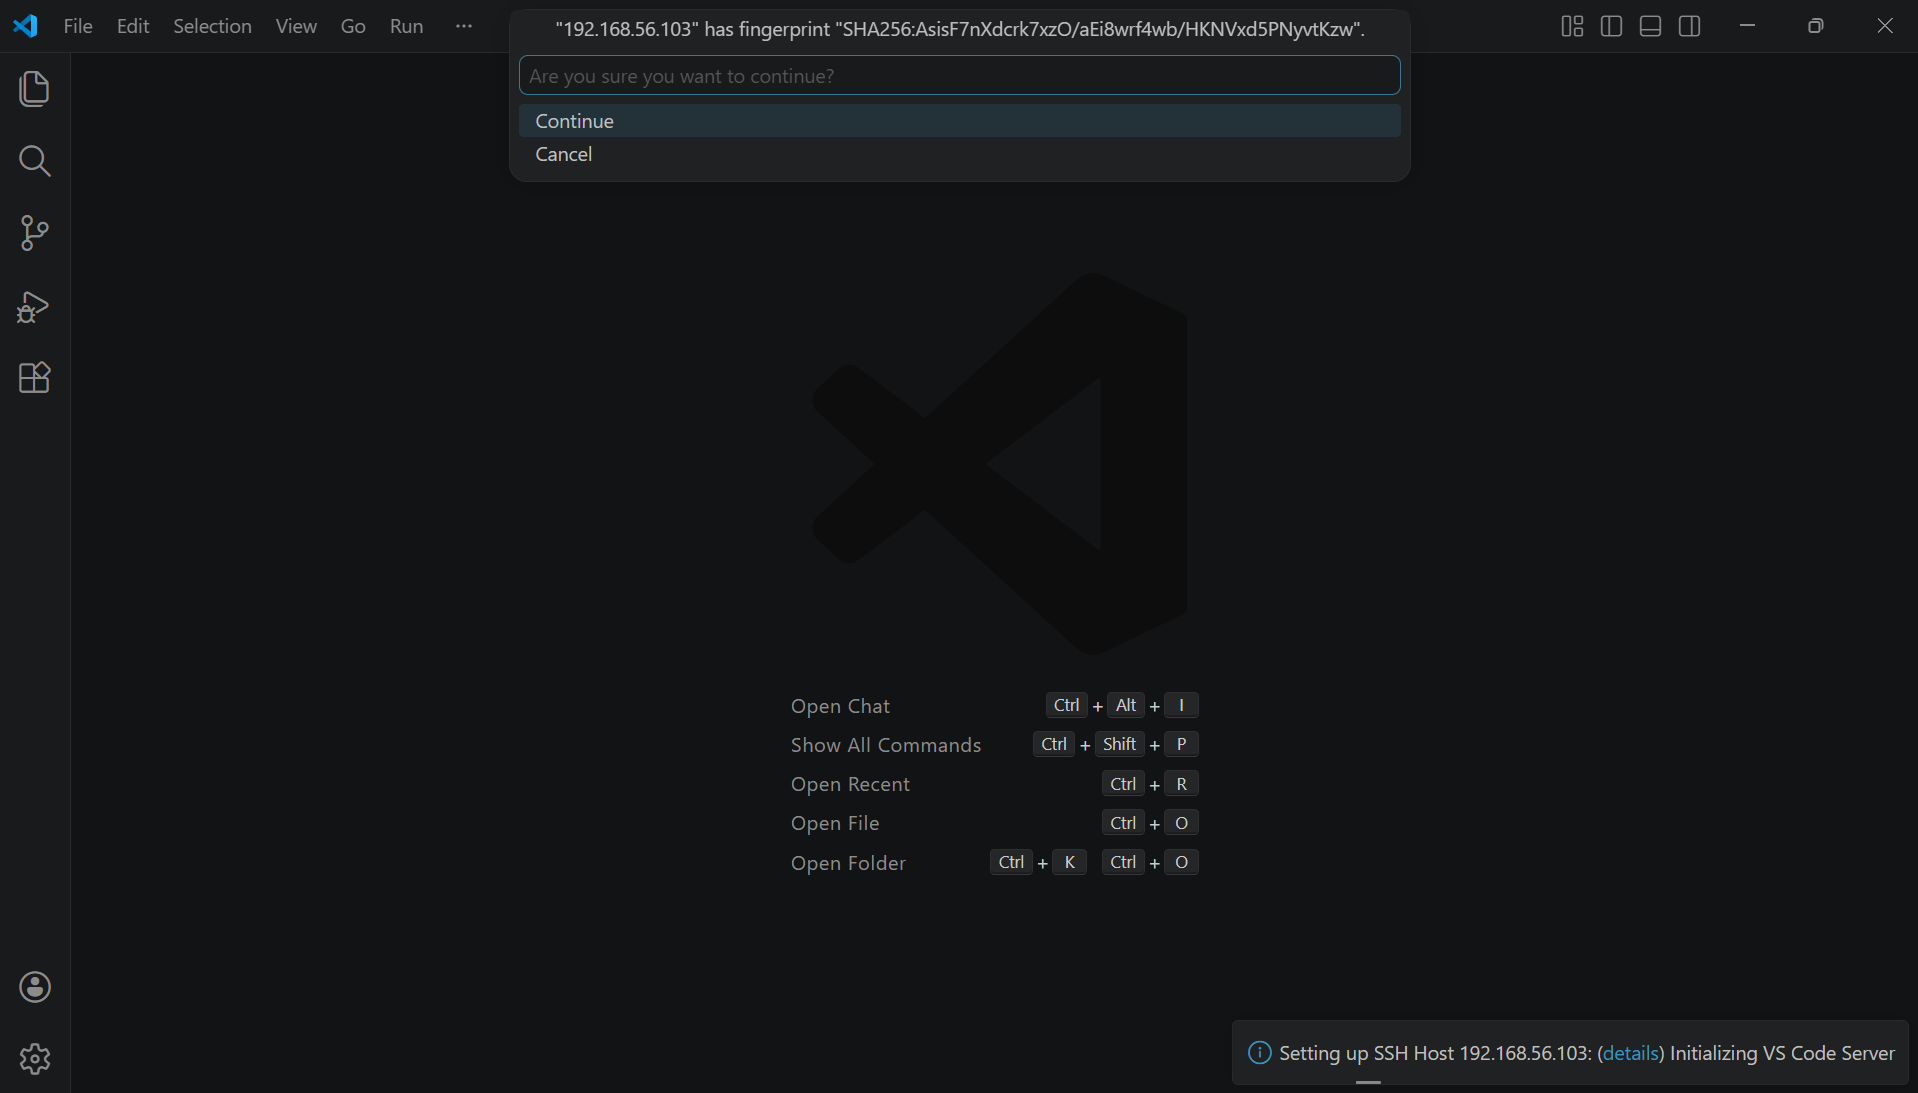 File Edit Selection View Go Run ···
"192.168.56.103" has fingerprint "SHA256:AsisF7nXdcrk7xzO/aEi8wrf4wb/HKNVxd5PNyvtKzw".
Are you sure you want to continue?
Continue
Cancel
Open Chat Ctrl + Alt + I
Show All Commands Ctrl + Shift + P
Open Recent Ctrl + R
Open File Ctrl + O
Open Folder Ctrl + K Ctrl + O
Setting up SSH Host 192.168.56.103: (details) Initializing VS Code Server